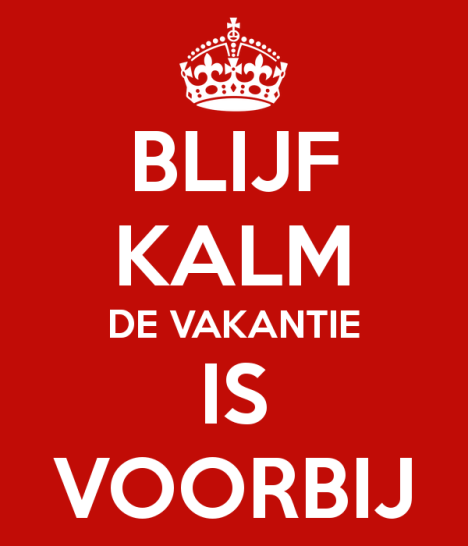 BLIJF
KALM
DE VAKANTIE
IS
VOORBIJ